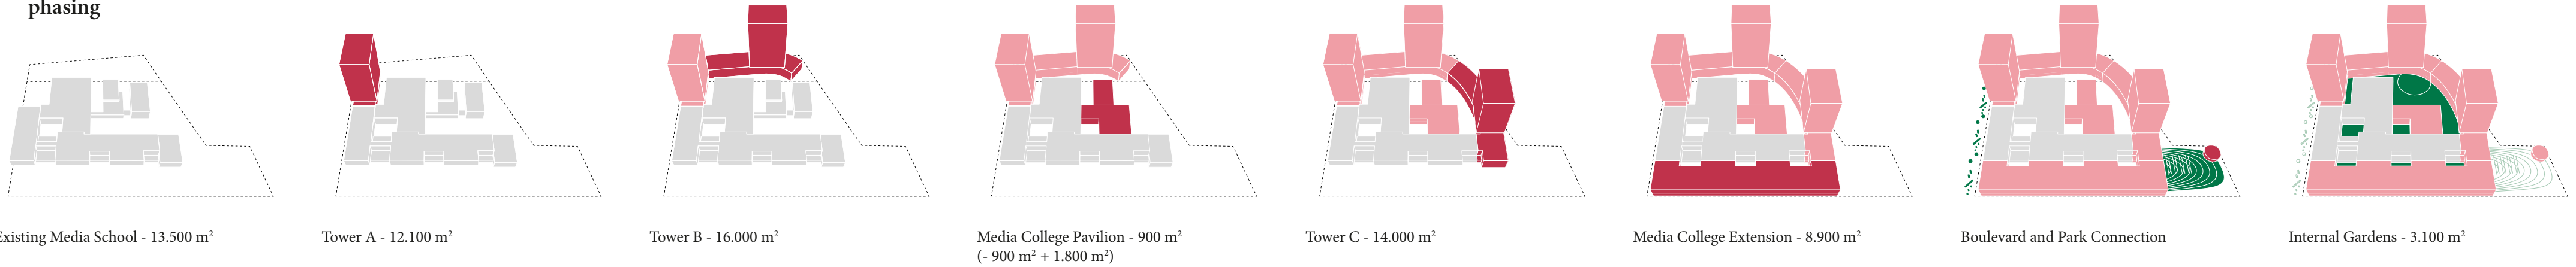 phasing
Existing Media School - 13.500 m²
Tower A - 12.100 m²
Tower B - 16.000 m²
Media College Pavilion - 900 m²
(- 900 m² + 1.800 m²)
Tower C - 14.000 m²
Media College Extension - 8.900 m²
Boulevard and Park Connection
Internal Gardens - 3.100 m²